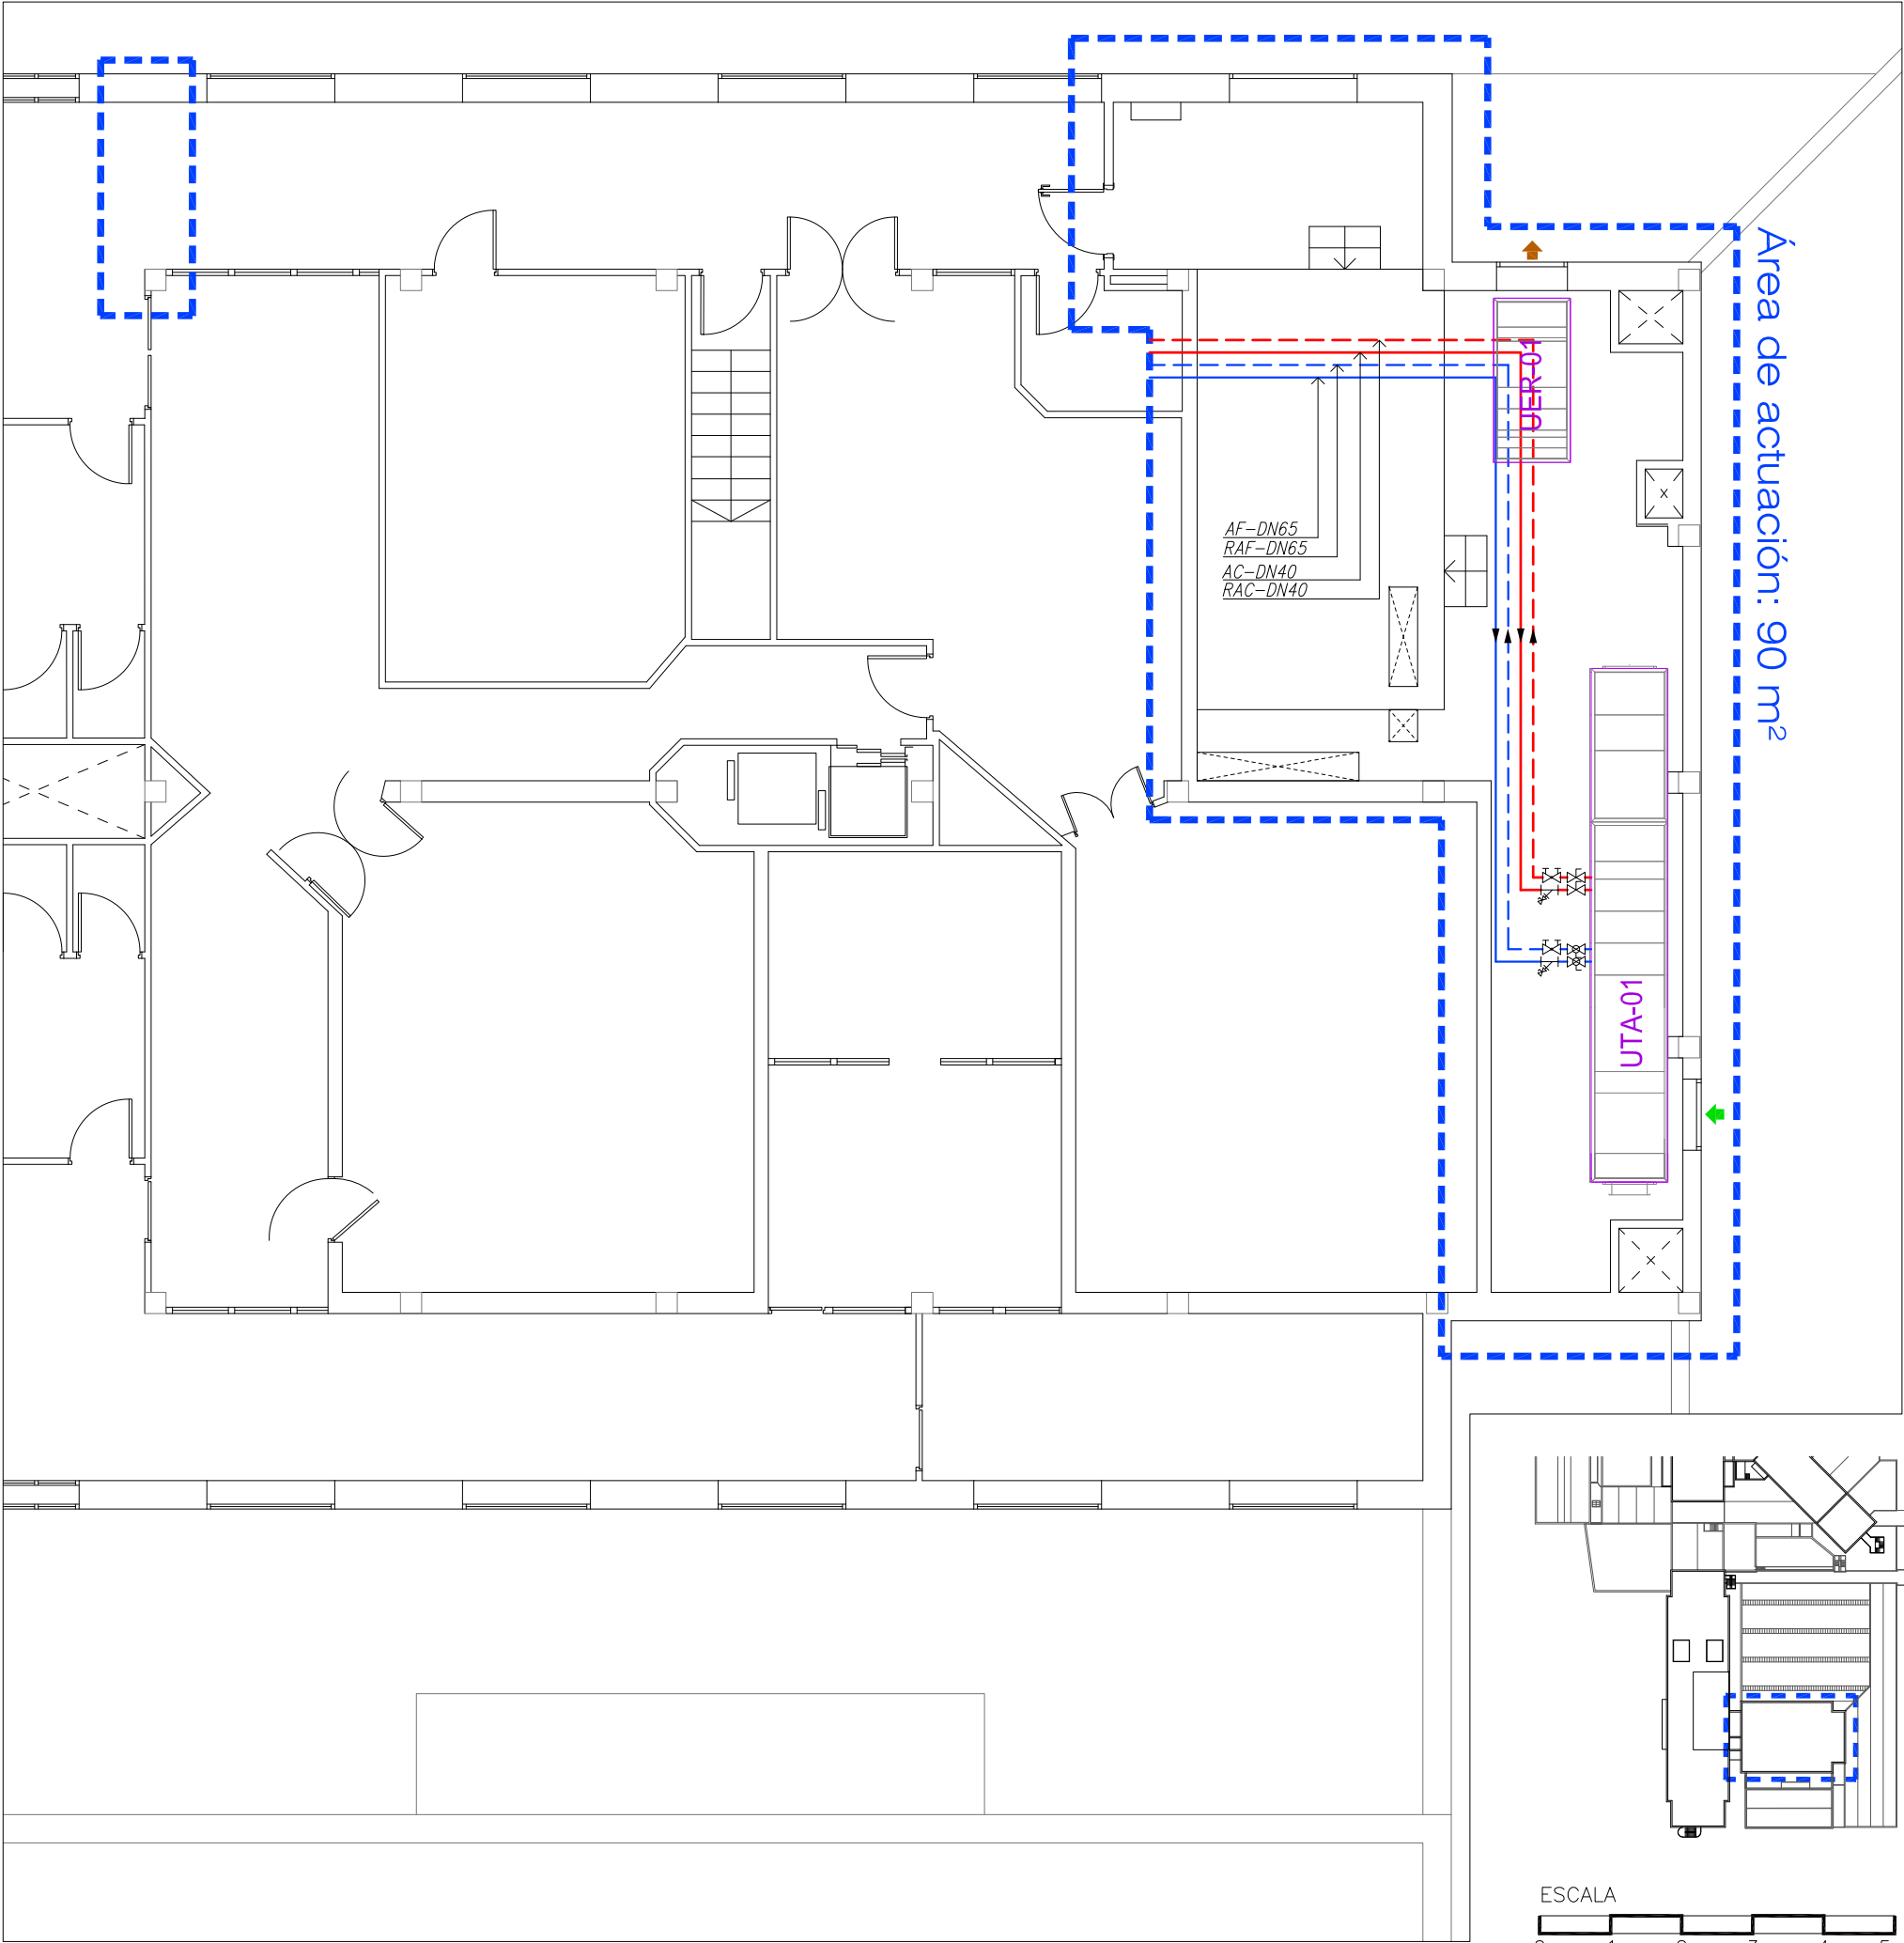 Área de actuación: 90 m²
UER-01
AF-DN65
RAF-DN65
AC-DN40
RAC-DN40
UTA-01
ESCALA